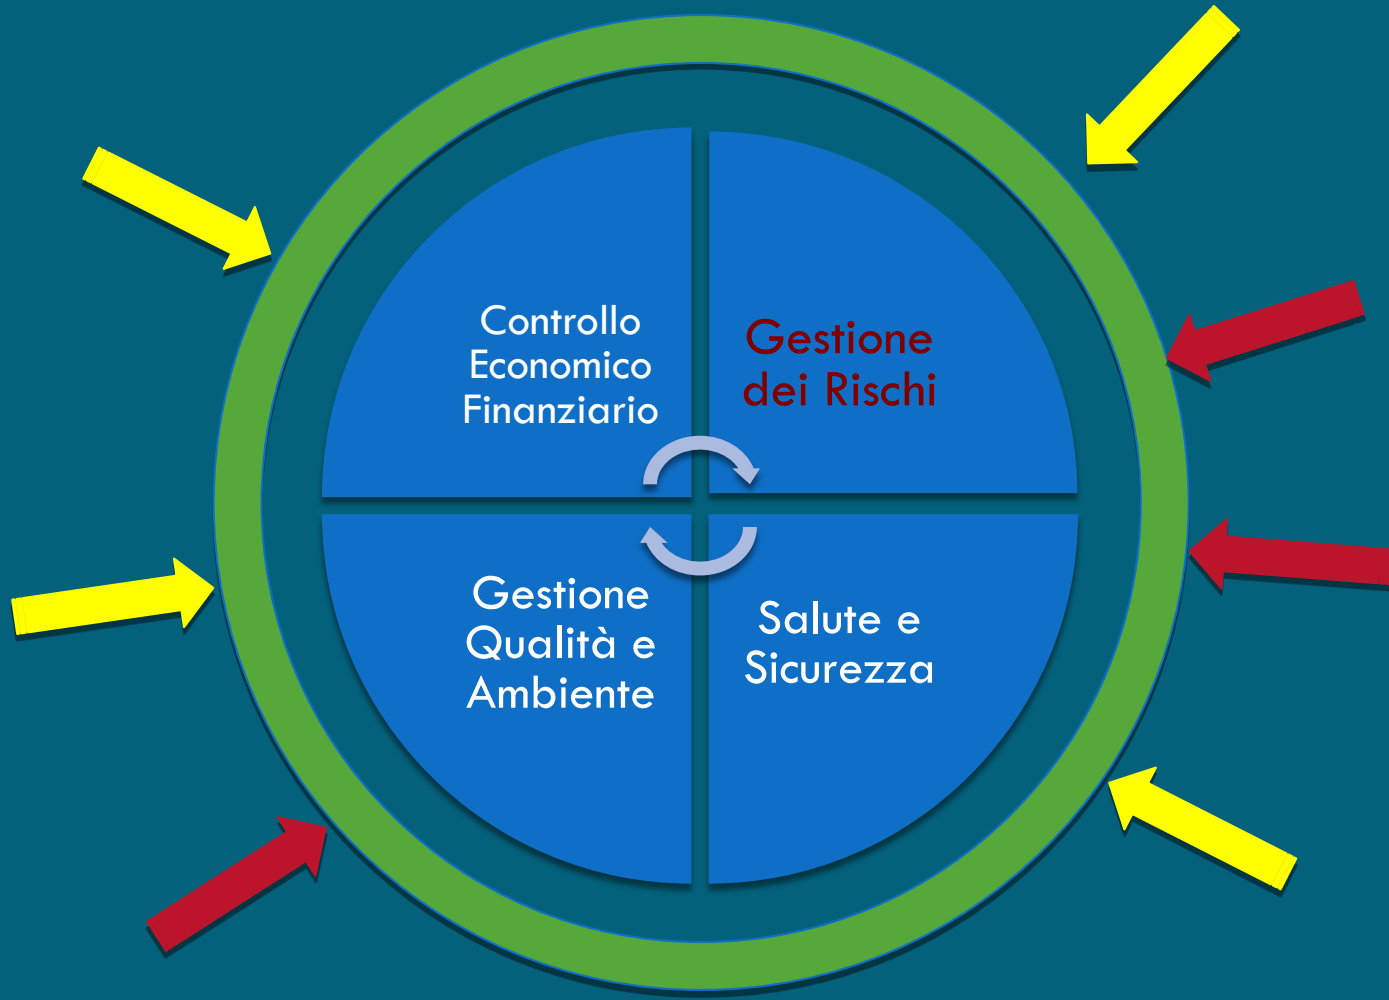 Controllo
Economico
Finanziario
Gestione
dei Rischi
Gestione
Qualità e
Ambiente
Salute e
Sicurezza